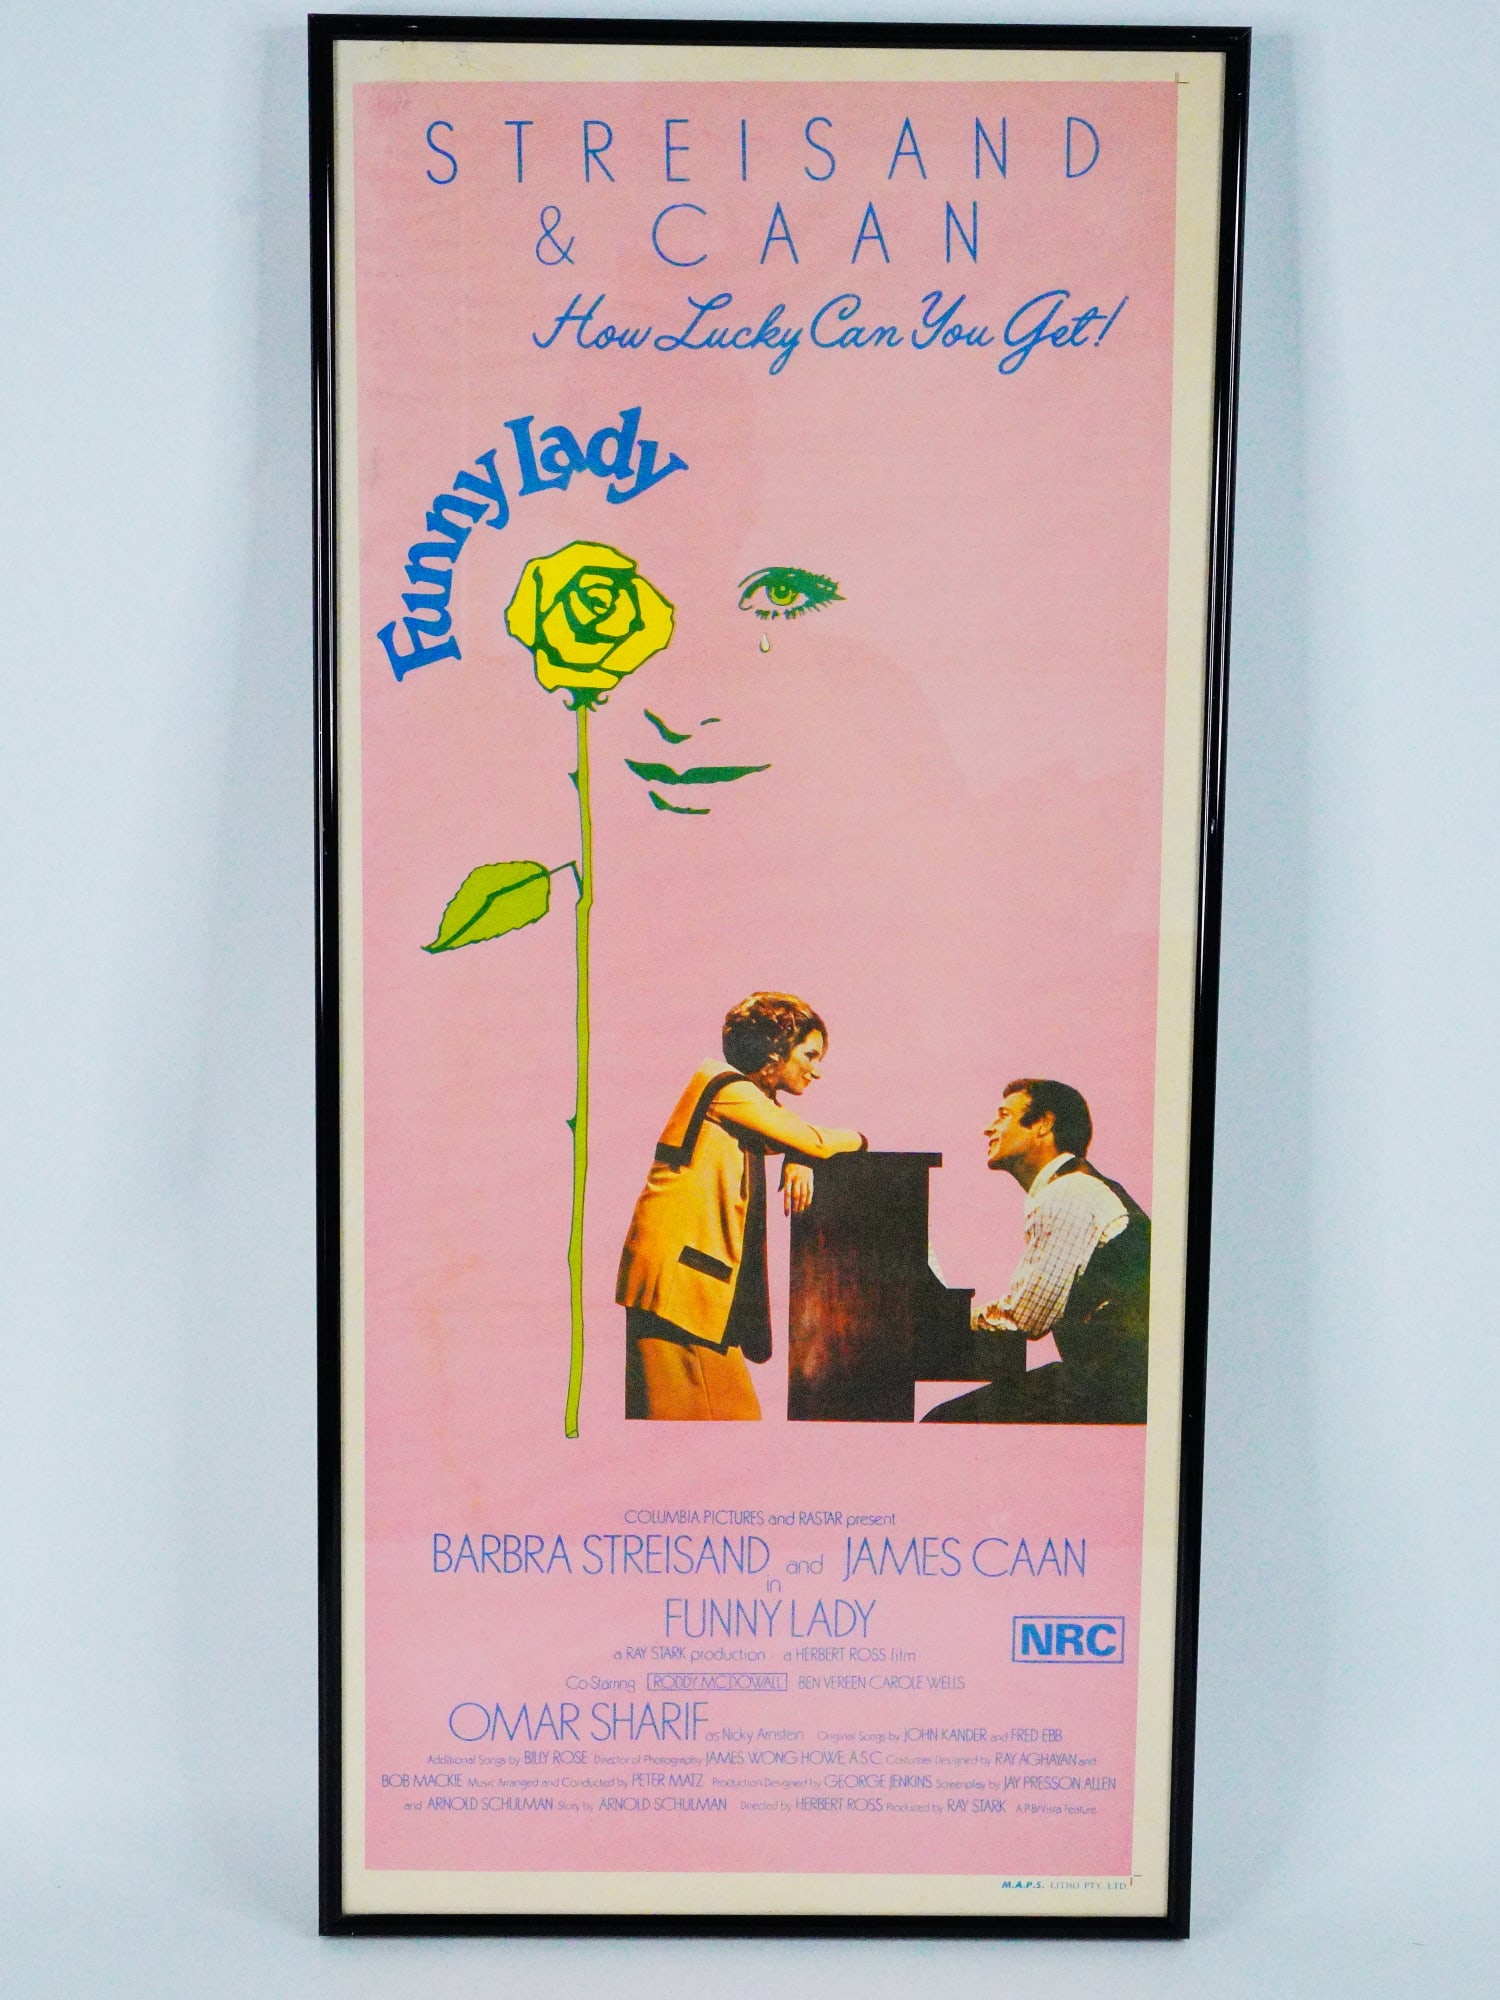 STREISAND
& CAAN
How Lucky Can You Get!
Funny Lady
COLUMBIA PICTURES and RASTAR present
BARBRA STREISAND and JAMES CAAN
in
FUNNY LADY
NRC
a RAY STARK production · a HERBERT ROSS film
Co-Starring RODDY McDOWALL BEN VEREEN CAROLE WELLS
OMAR SHARIF as Nicky Arnstein Original Songs by JOHN KANDER and FRED EBB
Additional Songs by BILLY ROSE Director of Photography JAMES WONG HOWE, A.S.C. Costumes Designed by RAY AGHAYAN and
BOB MACKIE Music Arranged and Conducted by PETER MATZ Production Designed by GEORGE JENKINS Screenplay by JAY PRESSON ALLEN
and ARNOLD SCHULMAN Story by ARNOLD SCHULMAN Directed by HERBERT ROSS Produced by RAY STARK A P8/Vista Feature
M.A.P.S. LITHO PTY. LTD.